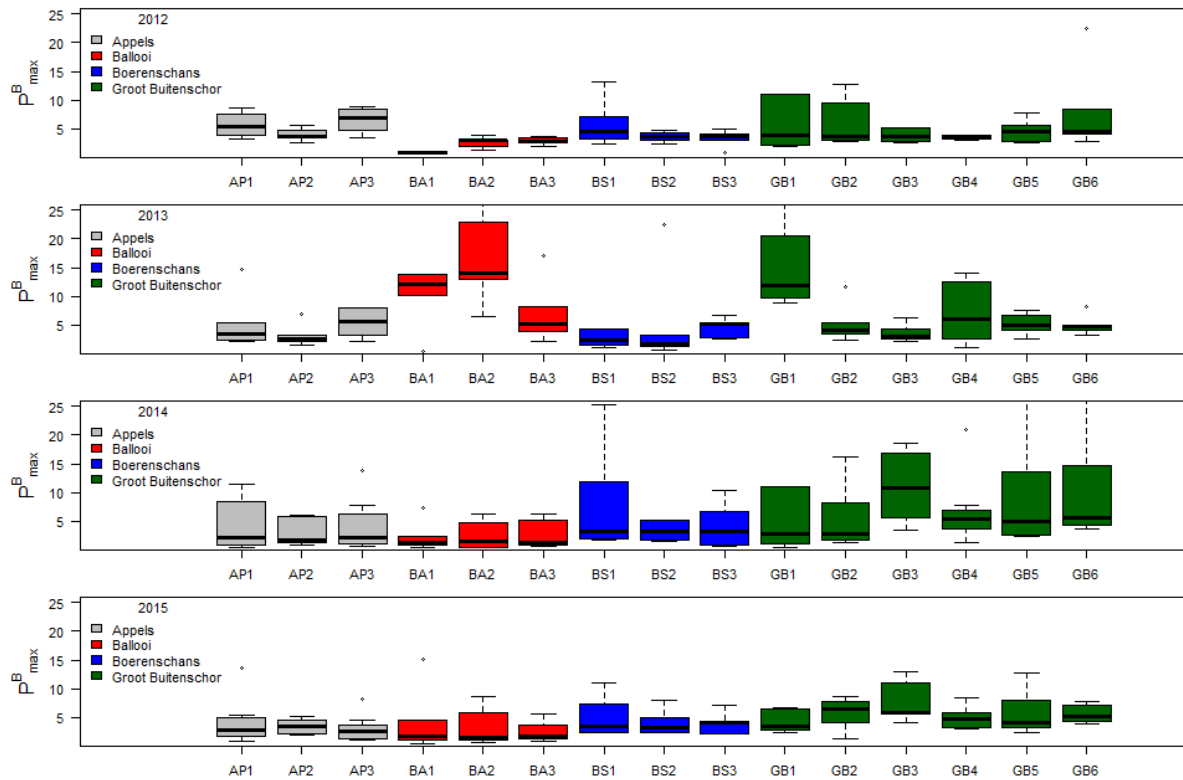 2012
Appels
Ballooi
Boerenschans
Groot Buitenschor
25
20
15
10
5
P^B_max
AP1 AP2 AP3 BA1 BA2 BA3 BS1 BS2 BS3 GB1 GB2 GB3 GB4 GB5 GB6
2013
Appels
Ballooi
Boerenschans
Groot Buitenschor
25
20
15
10
5
P^B_max
AP1 AP2 AP3 BA1 BA2 BA3 BS1 BS2 BS3 GB1 GB2 GB3 GB4 GB5 GB6
2014
Appels
Ballooi
Boerenschans
Groot Buitenschor
25
20
15
10
5
P^B_max
AP1 AP2 AP3 BA1 BA2 BA3 BS1 BS2 BS3 GB1 GB2 GB3 GB4 GB5 GB6
2015
Appels
Ballooi
Boerenschans
Groot Buitenschor
25
20
15
10
5
P^B_max
AP1 AP2 AP3 BA1 BA2 BA3 BS1 BS2 BS3 GB1 GB2 GB3 GB4 GB5 GB6